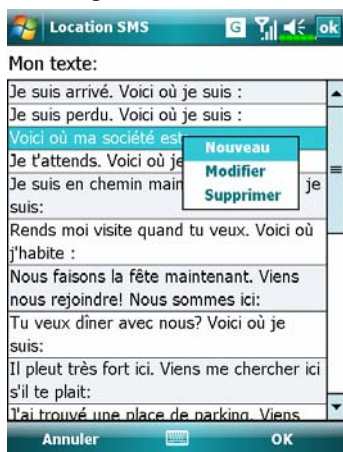 Location SMS G ok
Mon texte:
Je suis arrivé. Voici où je suis :
Je suis perdu. Voici où je suis :
Voici où ma société est
Nouveau
Je t'attends. Voici où je
Modifier
Je suis en chemin main je
Supprimer
suis:
Rends moi visite quand tu veux. Voici où
j'habite :
Nous faisons la fête maintenant. Viens
nous rejoindre! Nous sommes ici:
Tu veux dîner avec nous? Voici où je
suis:
Il pleut très fort ici. Viens me chercher ici
s'il te plait:
J'ai trouvé une place de parking. Viens
Annuler OK